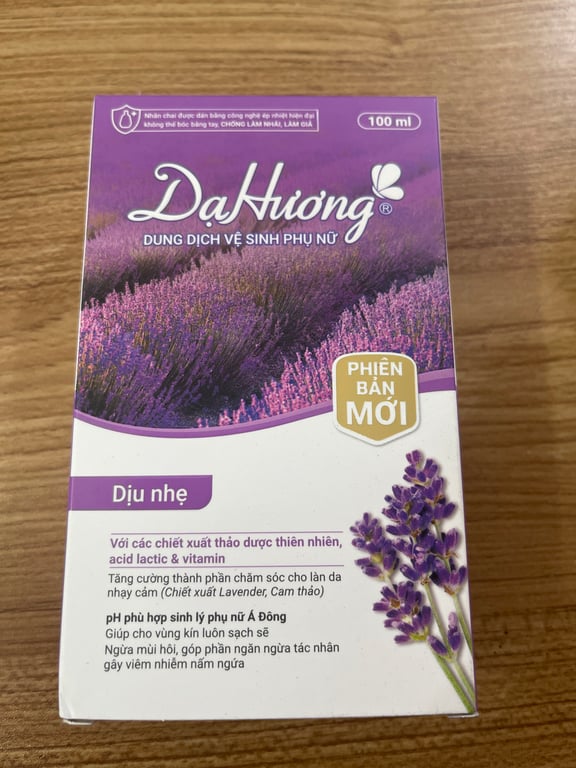 Nhãn chai được dán bằng công nghệ ép nhiệt hiện đại
không thể bóc bằng tay, CHỐNG LÀM NHÁI, LÀM GIẢ
100 ml
Dạ Hương®
DUNG DỊCH VỆ SINH PHỤ NỮ
PHIÊN
BẢN
MỚI
Dịu nhẹ
Với các chiết xuất thảo dược thiên nhiên,
acid lactic & vitamin
Tăng cường thành phần chăm sóc cho làn da
nhạy cảm (Chiết xuất Lavender, Cam thảo)
pH phù hợp sinh lý phụ nữ Á Đông
Giúp cho vùng kín luôn sạch sẽ
Ngừa mùi hôi, góp phần ngăn ngừa tác nhân
gây viêm nhiễm nấm ngứa